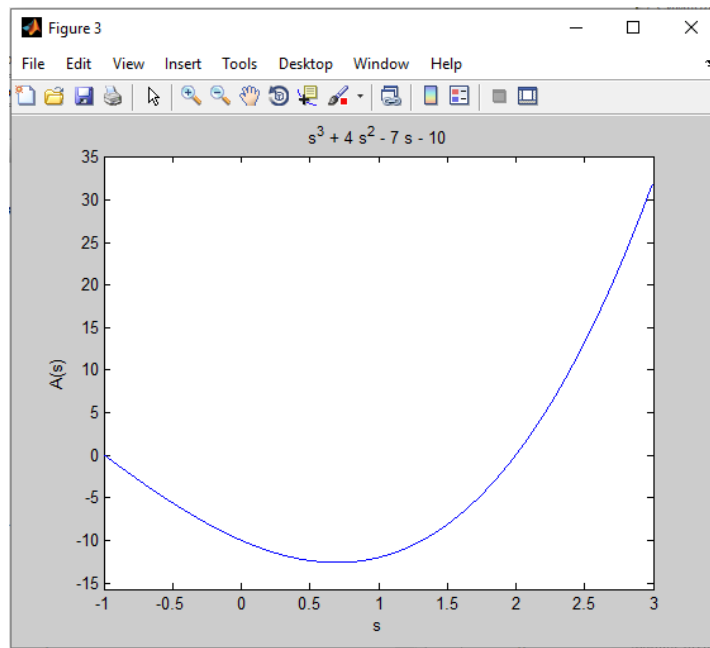 Figure 3
File Edit View Insert Tools Desktop Window Help
s³ + 4 s² - 7 s - 10
35
30
25
20
15
10
5
0
-5
-10
-15
A(s)
-1 -0.5 0 0.5 1 1.5 2 2.5 3
s